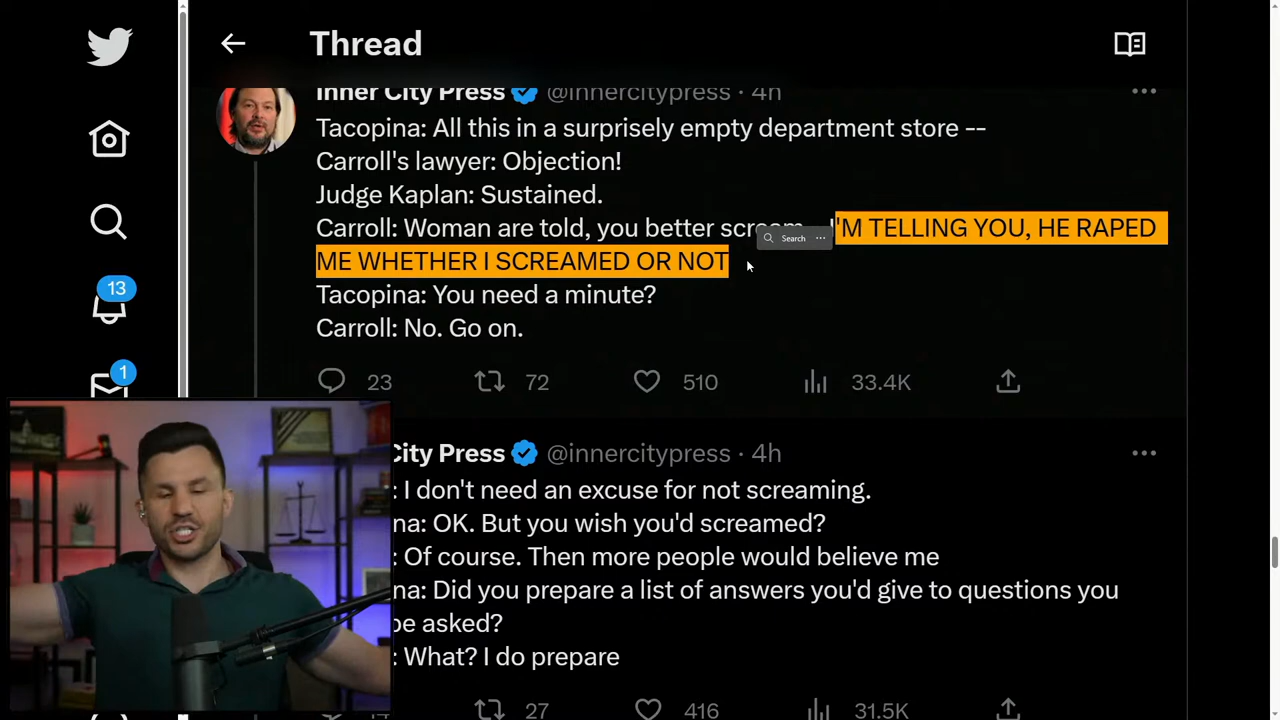 Thread
Inner City Press @innercitypress · 4h
Tacopina: All this in a surprisely empty department store --
Carroll's lawyer: Objection!
Judge Kaplan: Sustained.
Carroll: Woman are told, you better scream I'M TELLING YOU, HE RAPED
ME WHETHER I SCREAMED OR NOT
Search
Tacopina: You need a minute?
Carroll: No. Go on.
23 72 510 33.4K
13
1
City Press @innercitypress · 4h
: I don't need an excuse for not screaming.
na: OK. But you wish you'd screamed?
: Of course. Then more people would believe me
na: Did you prepare a list of answers you'd give to questions you
be asked?
: What? I do prepare
27 416 31.5K